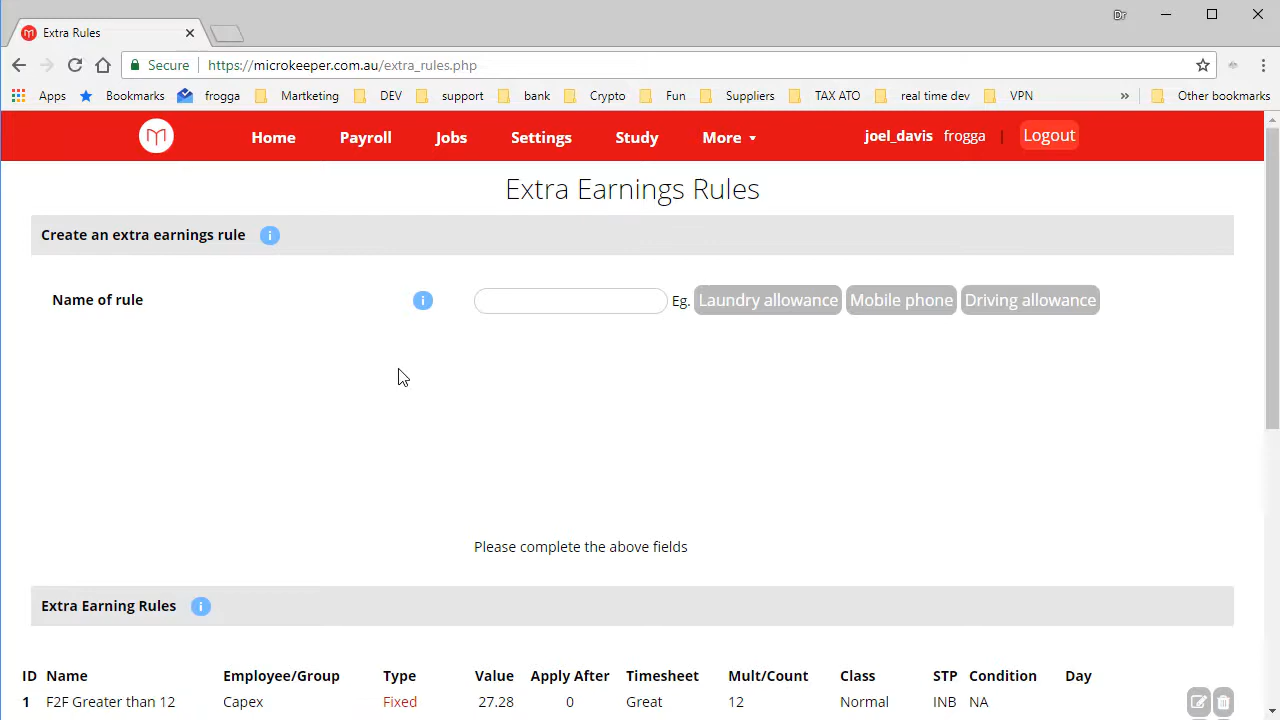 Extra Rules
Dr
Secure https://microkeeper.com.au/extra_rules.php
Apps Bookmarks frogga Martketing DEV support bank Crypto Fun Suppliers TAX ATO real time dev VPN » Other bookmarks
Home Payroll Jobs Settings Study More joel_davis frogga | Logout
Extra Earnings Rules
Create an extra earnings rule i
Name of rule i Eg. Laundry allowance Mobile phone Driving allowance
Please complete the above fields
Extra Earning Rules i
ID Name Employee/Group Type Value Apply After Timesheet Mult/Count Class STP Condition Day
1 F2F Greater than 12 Capex Fixed 27.28 0 Great 12 Normal INB NA